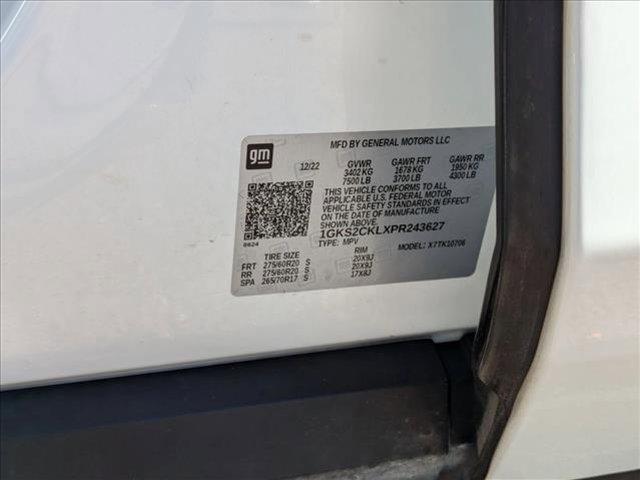 gm
MFD BY GENERAL MOTORS LLC
12/22 GVWR GAWR FRT GAWR RR
3402 KG 1678 KG 1950 KG
7500 LB 3700 LB 4300 LB
THIS VEHICLE CONFORMS TO ALL
APPLICABLE U.S. FEDERAL MOTOR
VEHICLE SAFETY STANDARDS IN EFFECT
ON THE DATE OF MANUFACTURE
SHOWN ABOVE.
1GKS2CKLXPR243627
0624
TYPE: MPV MODEL: X7TK10706
TIRE SIZE RIM
FRT 275/60R20 S 20X9J
RR 275/60R20 S 20X9J
SPA 265/70R17 S 17X8J